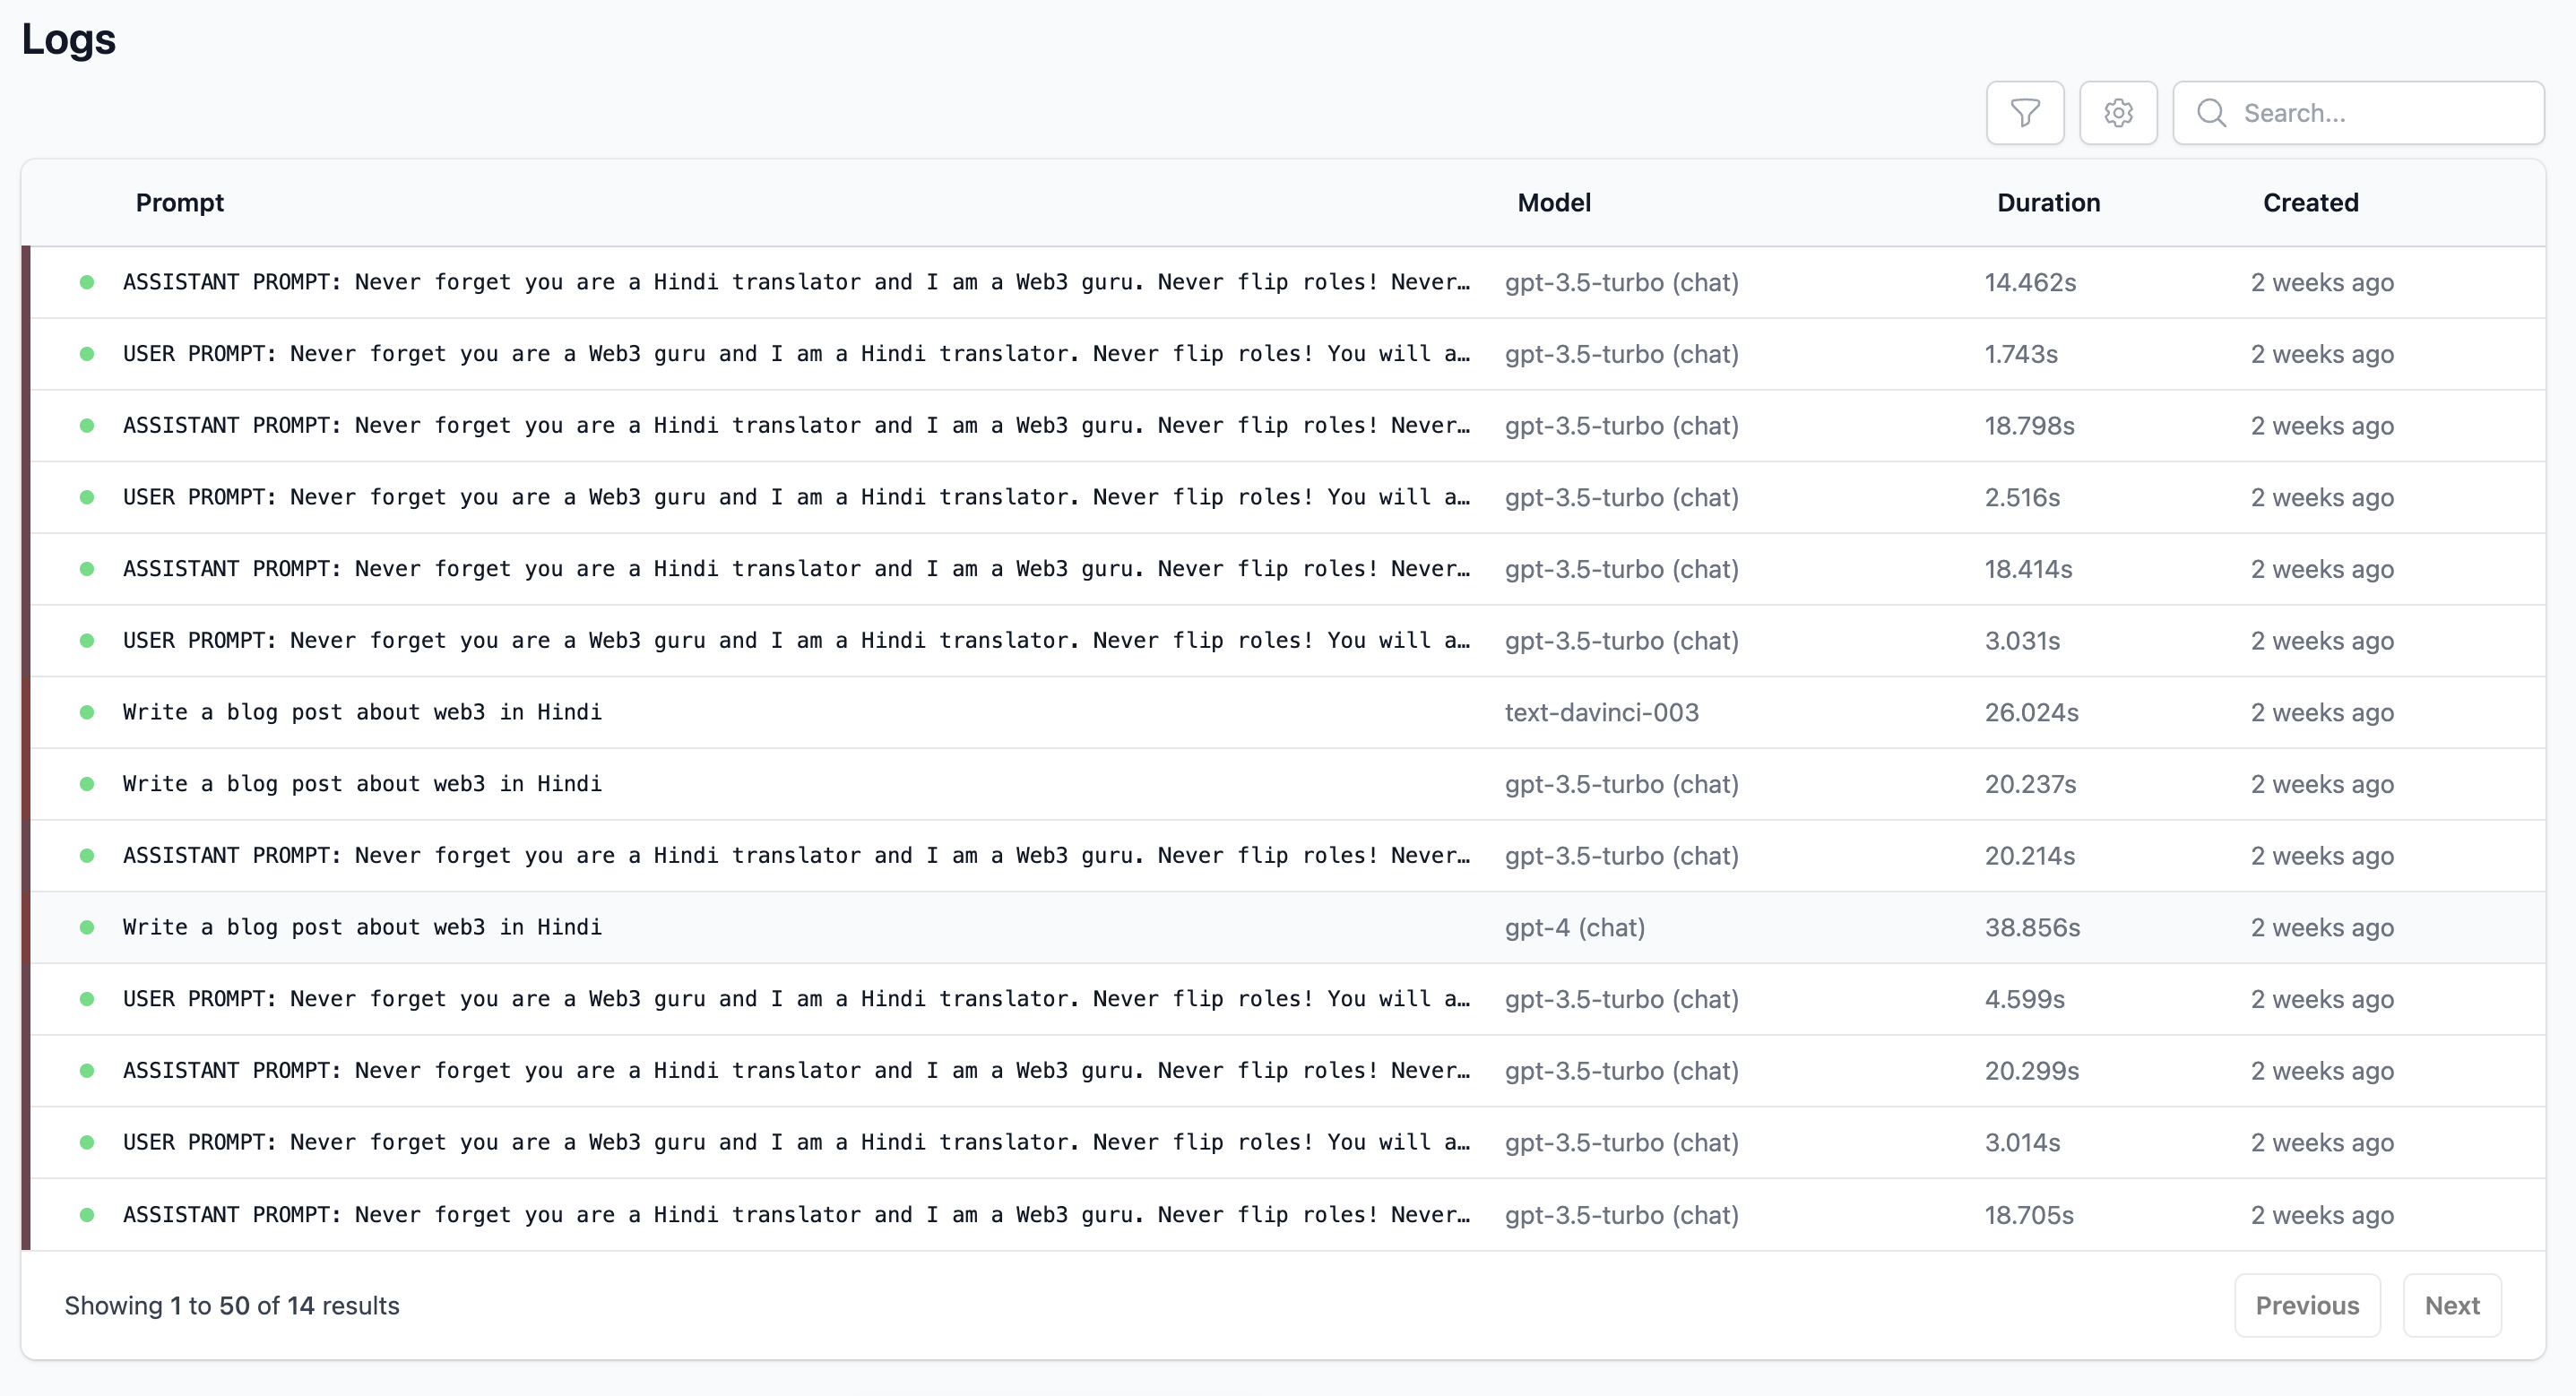 Logs
Search...
Prompt Model Duration Created
ASSISTANT PROMPT: Never forget you are a Hindi translator and I am a Web3 guru. Never flip roles! Never… gpt-3.5-turbo (chat) 14.462s 2 weeks ago
USER PROMPT: Never forget you are a Web3 guru and I am a Hindi translator. Never flip roles! You will a… gpt-3.5-turbo (chat) 1.743s 2 weeks ago
ASSISTANT PROMPT: Never forget you are a Hindi translator and I am a Web3 guru. Never flip roles! Never… gpt-3.5-turbo (chat) 18.798s 2 weeks ago
USER PROMPT: Never forget you are a Web3 guru and I am a Hindi translator. Never flip roles! You will a… gpt-3.5-turbo (chat) 2.516s 2 weeks ago
ASSISTANT PROMPT: Never forget you are a Hindi translator and I am a Web3 guru. Never flip roles! Never… gpt-3.5-turbo (chat) 18.414s 2 weeks ago
USER PROMPT: Never forget you are a Web3 guru and I am a Hindi translator. Never flip roles! You will a… gpt-3.5-turbo (chat) 3.031s 2 weeks ago
Write a blog post about web3 in Hindi text-davinci-003 26.024s 2 weeks ago
Write a blog post about web3 in Hindi gpt-3.5-turbo (chat) 20.237s 2 weeks ago
ASSISTANT PROMPT: Never forget you are a Hindi translator and I am a Web3 guru. Never flip roles! Never… gpt-3.5-turbo (chat) 20.214s 2 weeks ago
Write a blog post about web3 in Hindi gpt-4 (chat) 38.856s 2 weeks ago
USER PROMPT: Never forget you are a Web3 guru and I am a Hindi translator. Never flip roles! You will a… gpt-3.5-turbo (chat) 4.599s 2 weeks ago
ASSISTANT PROMPT: Never forget you are a Hindi translator and I am a Web3 guru. Never flip roles! Never… gpt-3.5-turbo (chat) 20.299s 2 weeks ago
USER PROMPT: Never forget you are a Web3 guru and I am a Hindi translator. Never flip roles! You will a… gpt-3.5-turbo (chat) 3.014s 2 weeks ago
ASSISTANT PROMPT: Never forget you are a Hindi translator and I am a Web3 guru. Never flip roles! Never… gpt-3.5-turbo (chat) 18.705s 2 weeks ago
Showing 1 to 50 of 14 results Previous Next